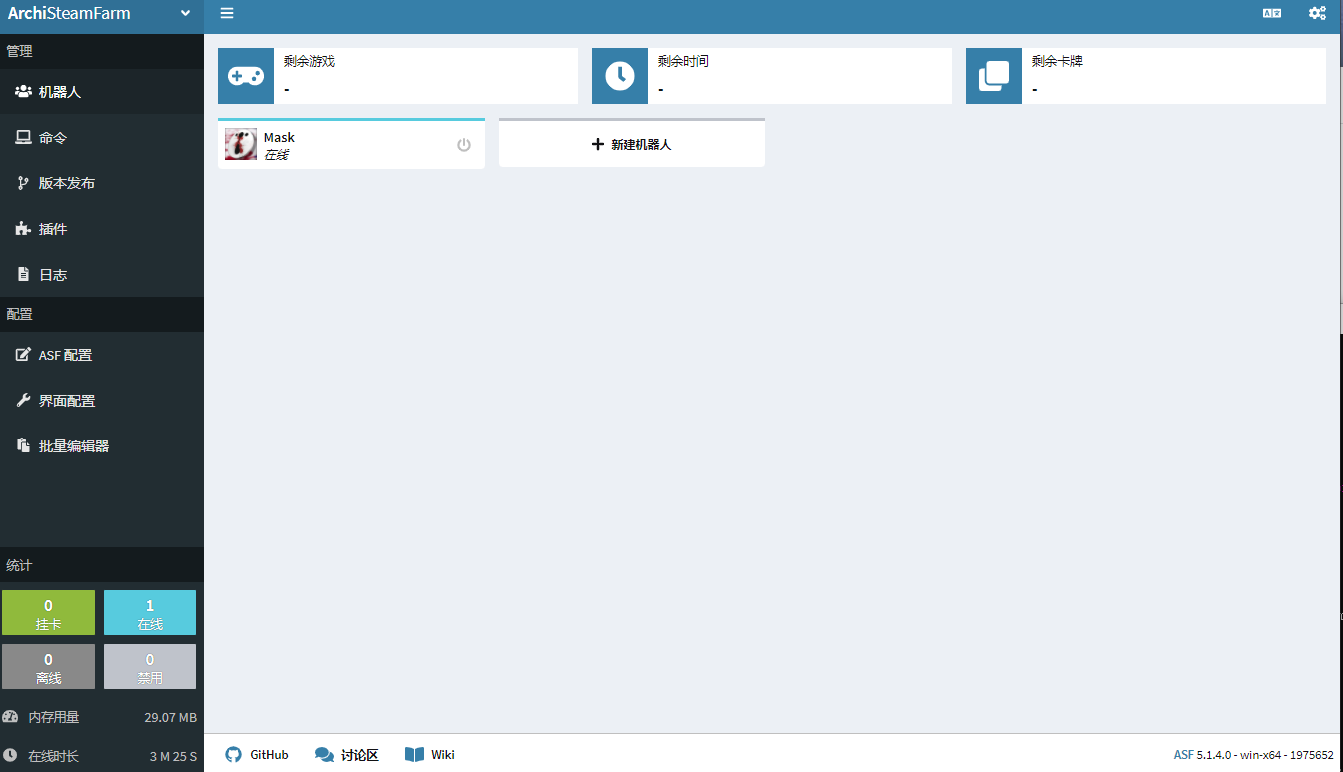 ArchiSteamFarm
管理
机器人
命令
版本发布
插件
日志
配置
ASF 配置
界面配置
批量编辑器
统计
0
挂卡
1
在线
0
离线
0
禁用
内存用量 29.07 MB
在线时长 3 M 25 S
剩余游戏
-
剩余时间
-
剩余卡牌
-
Mask
在线
新建机器人
GitHub 讨论区 Wiki
ASF 5.1.4.0 - win-x64 - 1975652